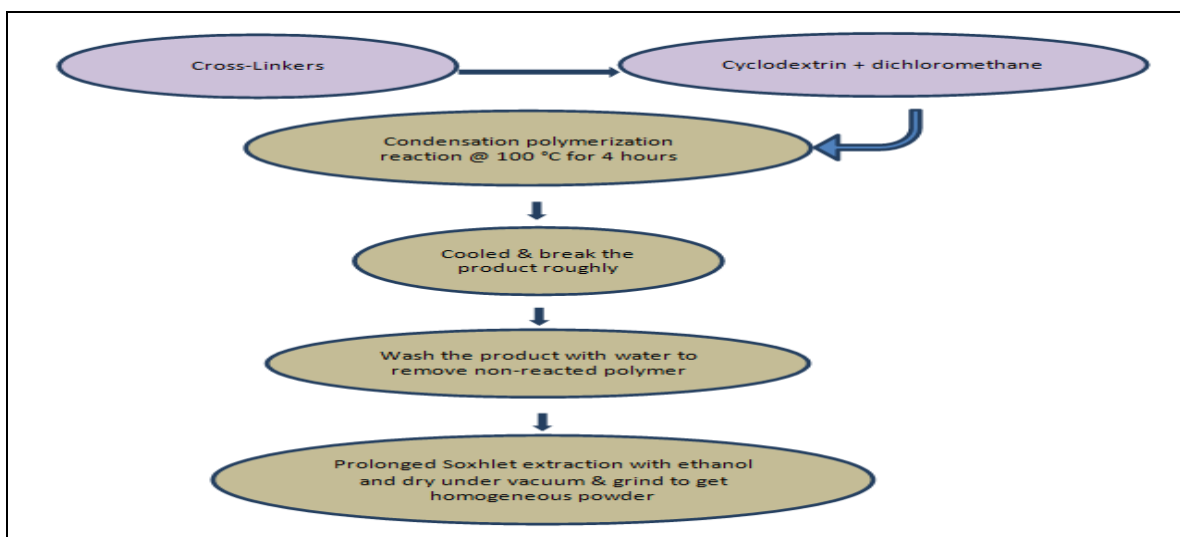 Cross-Linkers
Cyclodextrin + dichloromethane
Condensation polymerization
reaction @ 100 °C for 4 hours
Cooled & break the
product roughly
Wash the product with water to
remove non-reacted polymer
Prolonged Soxhlet extraction with ethanol
and dry under vacuum & grind to get
homogeneous powder